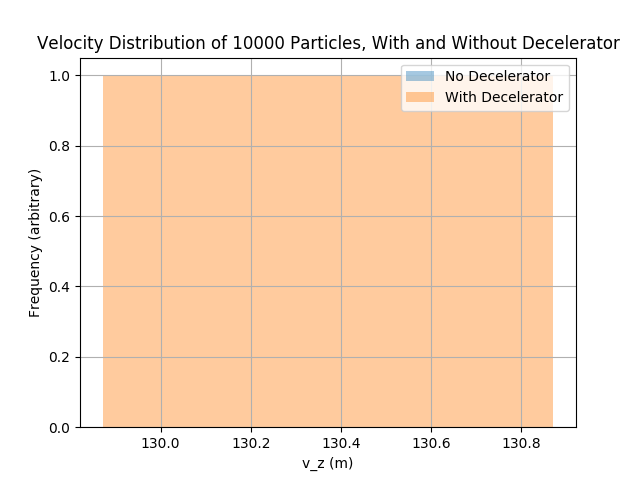 Velocity Distribution of 10000 Particles, With and Without Decelerator
No Decelerator
With Decelerator
Frequency (arbitrary)
1.0
0.8
0.6
0.4
0.2
0.0
130.0 130.2 130.4 130.6 130.8
v_z (m)